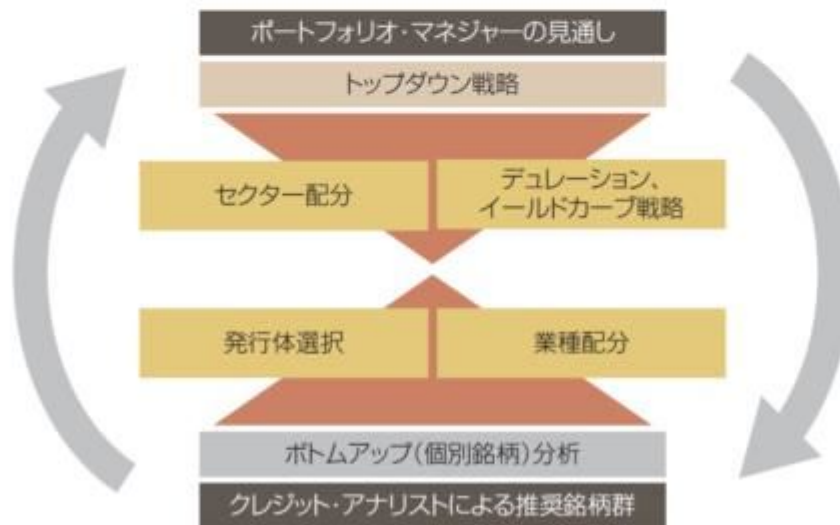 ポートフォリオ・マネジャーの見通し
トップダウン戦略
セクター配分
デュレーション、
イールドカーブ戦略
発行体選択
業種配分
ボトムアップ(個別銘柄)分析
クレジット・アナリストによる推奨銘柄群